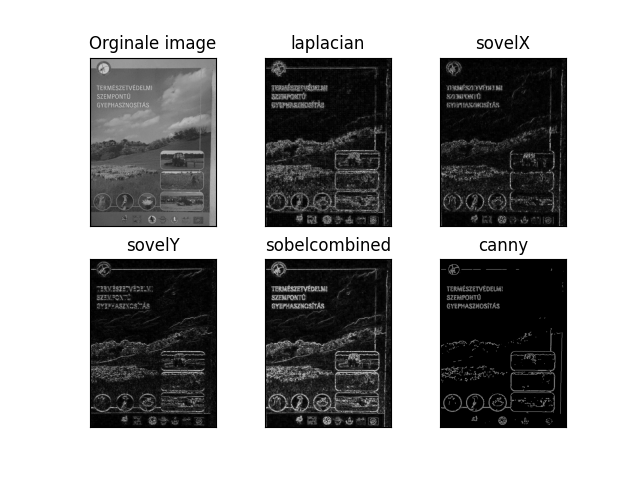 Orginale image
laplacian
sovelX
TERMÉSZETVÉDELMI
SZEMPONTÚ
GYEPHASZNOSÍTÁS
TERMÉSZETVÉDELMI
SZEMPONTÚ
GYEPHASZNOSÍTÁS
TERMÉSZETVÉDELMI
SZEMPONTÚ
GYEPHASZNOSÍTÁS
sovelY
sobelcombined
canny
TERMÉSZETVÉDELMI
SZEMPONTÚ
GYEPHASZNOSÍTÁS
TERMÉSZETVÉDELMI
SZEMPONTÚ
GYEPHASZNOSÍTÁS
TERMÉSZETVÉDELMI
SZEMPONTÚ
GYEPHASZNOSÍTÁS